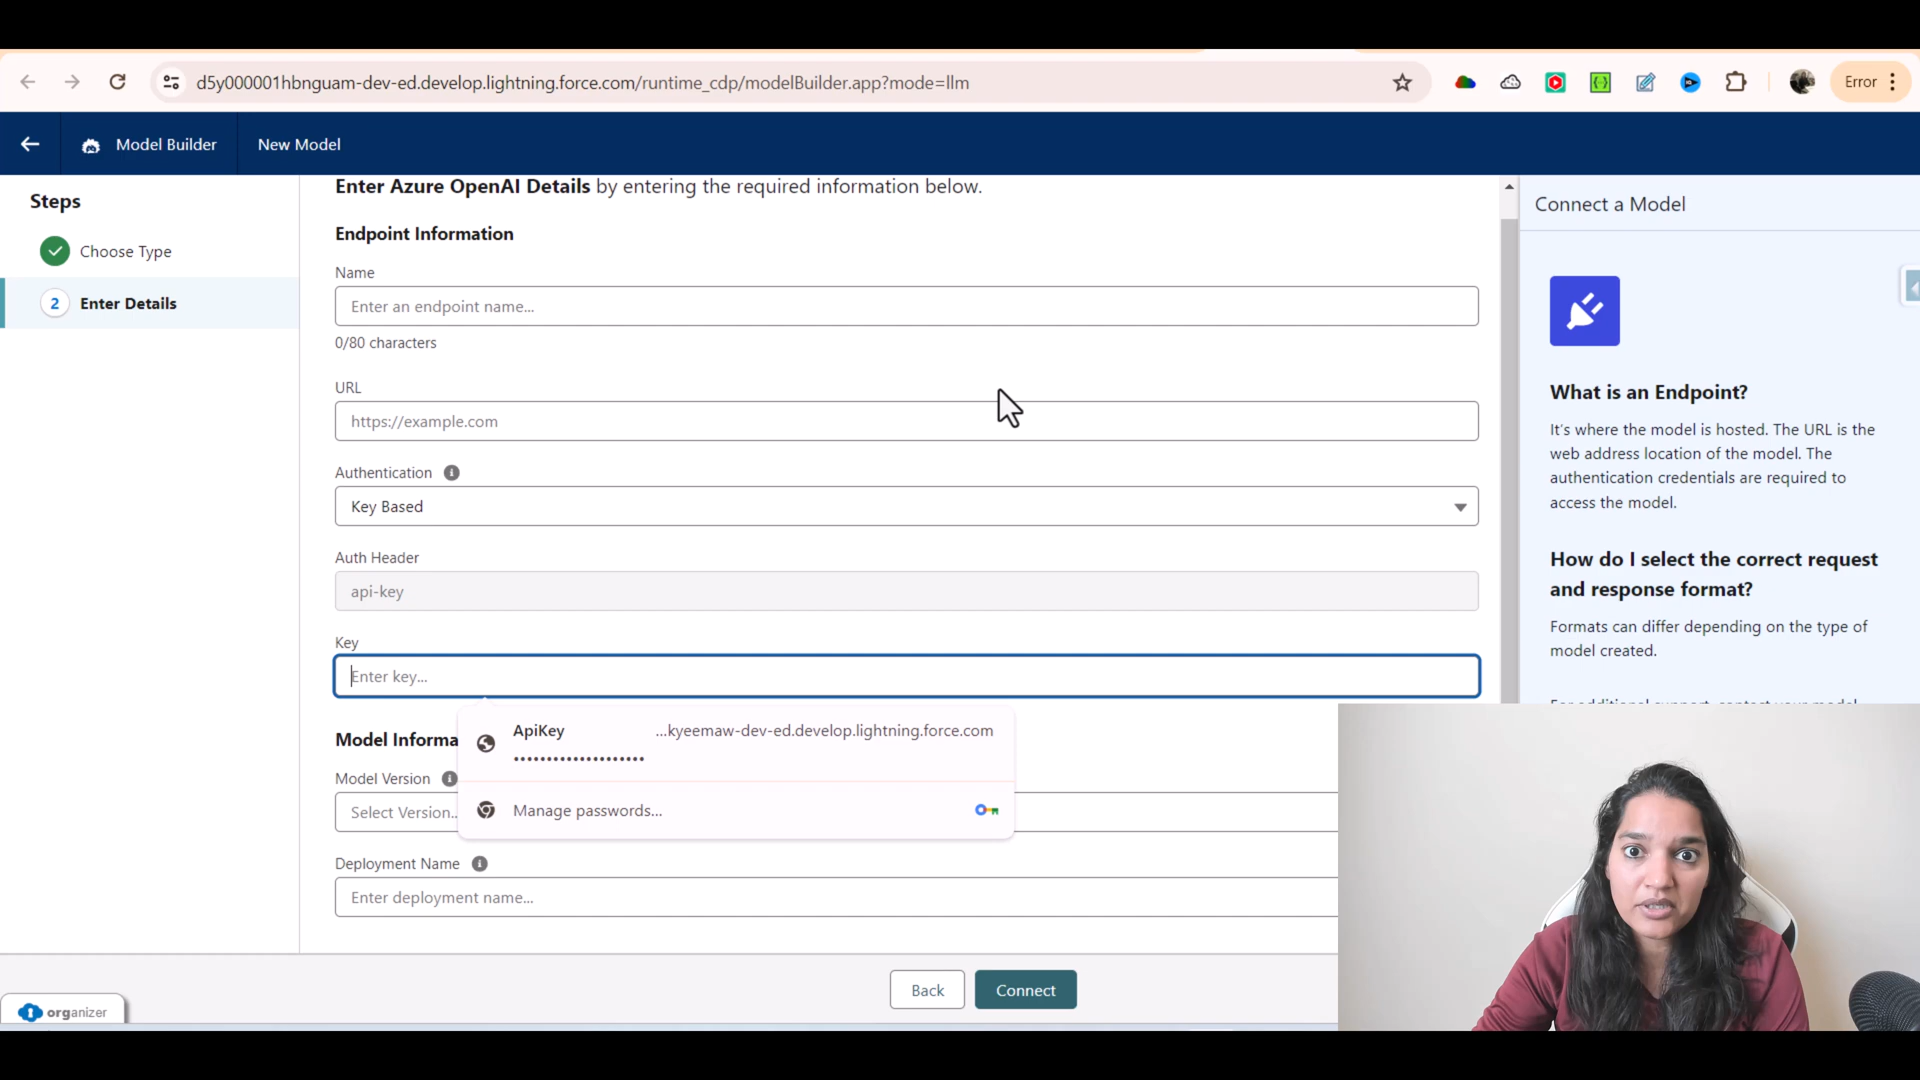 d5y000001hbnguam-dev-ed.develop.lightning.force.com/runtime_cdp/modelBuilder.app?mode=llm
Error
Model Builder
New Model
Steps
Choose Type
2 Enter Details
Enter Azure OpenAI Details by entering the required information below.
Endpoint Information
Name
Enter an endpoint name...
0/80 characters
URL
https://example.com
Authentication
Key Based
Auth Header
api-key
Key
Enter key...
ApiKey ...kyeemaw-dev-ed.develop.lightning.force.com
••••••••••••••••••••
Manage passwords...
Model Informa
Model Version
Select Version..
Deployment Name
Enter deployment name...
Back
Connect
organizer
Connect a Model
What is an Endpoint?
It's where the model is hosted. The URL is the
web address location of the model. The
authentication credentials are required to
access the model.
How do I select the correct request
and response format?
Formats can differ depending on the type of
model created.